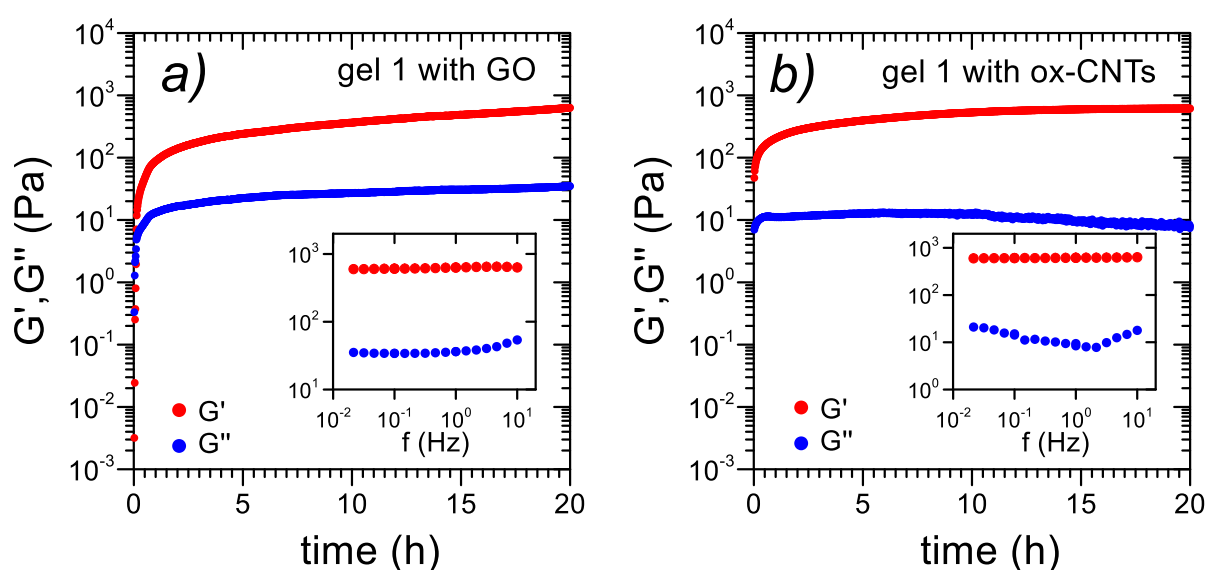 a)
gel 1 with GO
G',G" (Pa)
10⁴
10³
10²
10¹
10⁰
10⁻¹
10⁻²
10⁻³
10³
10²
10¹
10⁻² 10⁻¹ 10⁰ 10¹
f (Hz)
G'
G"
0 5 10 15 20
time (h)
b)
gel 1 with ox-CNTs
G',G" (Pa)
10⁴
10³
10²
10¹
10⁰
10⁻¹
10⁻²
10⁻³
10³
10²
10¹
10⁰
10⁻² 10⁻¹ 10⁰ 10¹
f (Hz)
G'
G"
0 5 10 15 20
time (h)